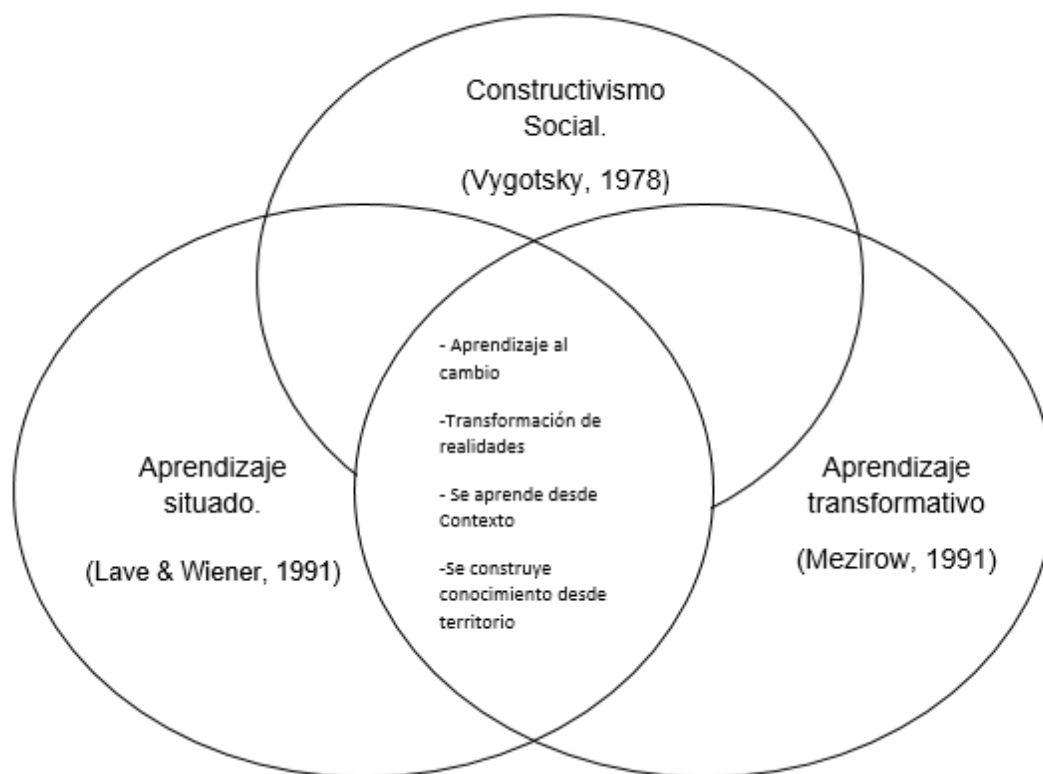 Constructivismo
Social.
(Vygotsky, 1978)
- Aprendizaje al
cambio
-Transformación de
realidades
- Se aprende desde
Contexto
-Se construye
conocimiento desde
territorio
Aprendizaje
situado.
(Lave & Wiener, 1991)
Aprendizaje
transformativo
(Mezirow, 1991)